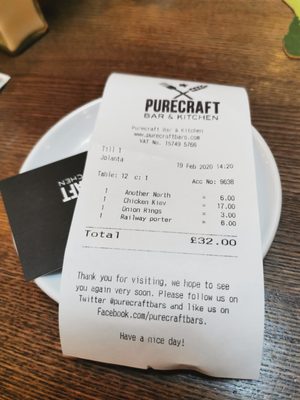 PURECRAFT
BAR & KITCHEN
Purecraft Bar & Kitchen
www.purecraftbars.com
VAT No. 15749 5766
Till 1
Jolanta
19 Feb 2020 14:20
Table: 12 c: 1
Acc No: 9638
1 Another North * 6.00
1 Chicken Kiev * 17.00
1 Onion Rings * 3.00
1 Railway porter * 6.00
Total £32.00
Thank you for visiting, we hope to see
you again very soon. Please follow us on
Twitter #purecraftbars and like us on
Facebook.com/purecraftbars.
Have a nice day!
CRAFT
KITCHEN